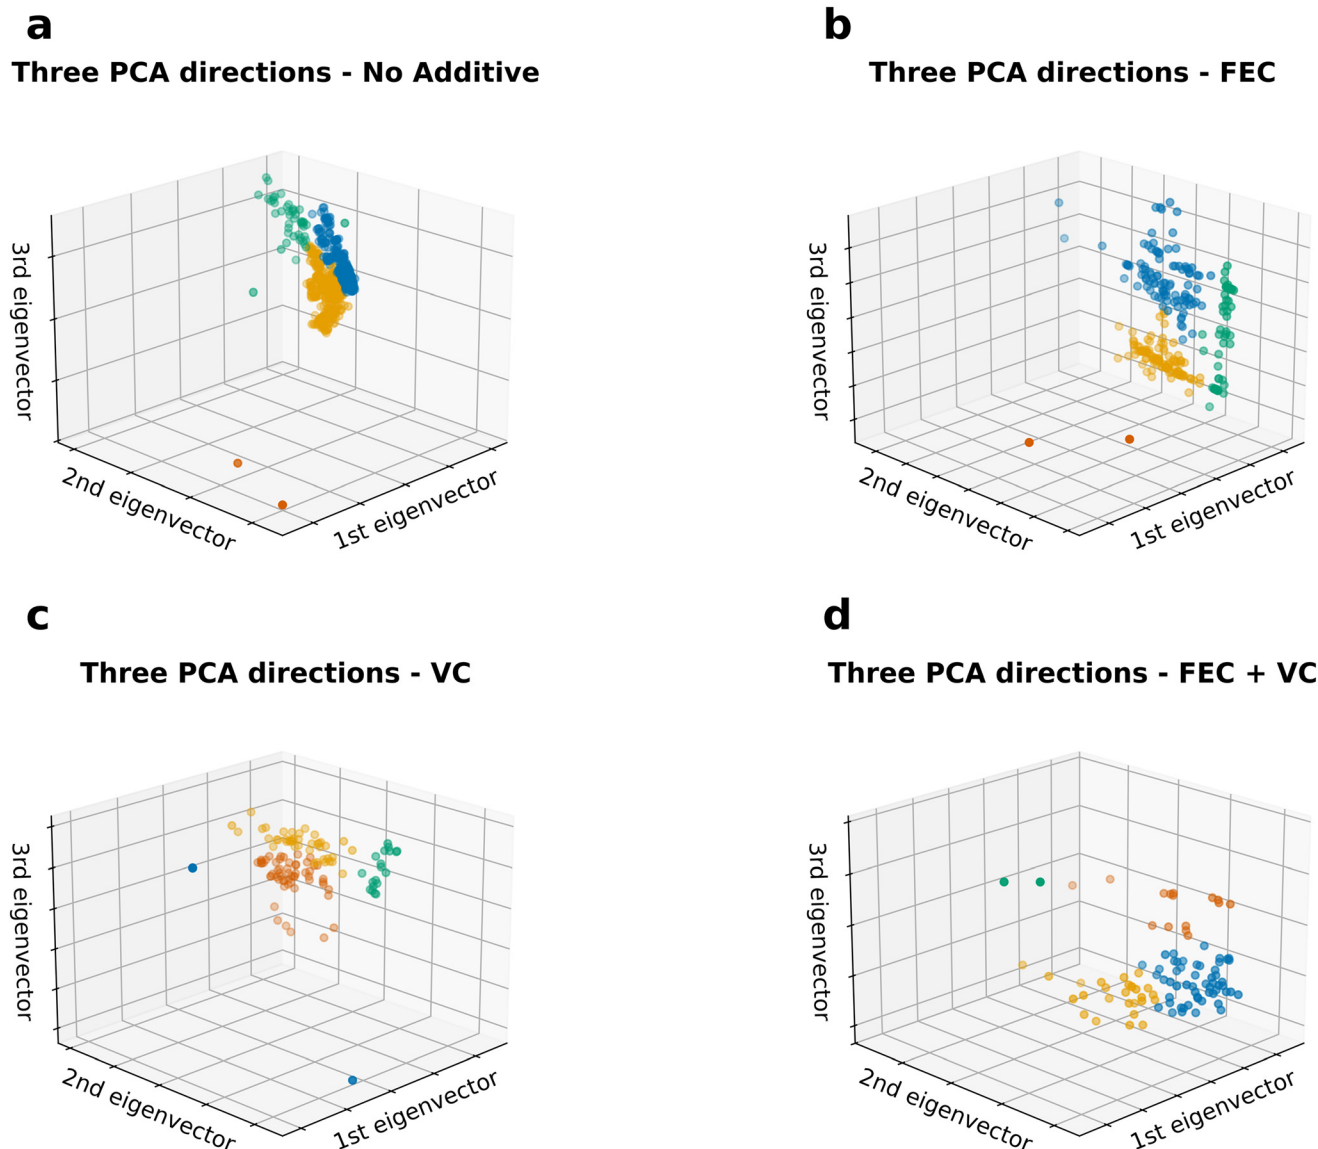 a
Three PCA directions - No Additive
3rd eigenvector
2nd eigenvector
1st eigenvector
b
Three PCA directions - FEC
3rd eigenvector
2nd eigenvector
1st eigenvector
c
Three PCA directions - VC
3rd eigenvector
2nd eigenvector
1st eigenvector
d
Three PCA directions - FEC + VC
3rd eigenvector
2nd eigenvector
1st eigenvector